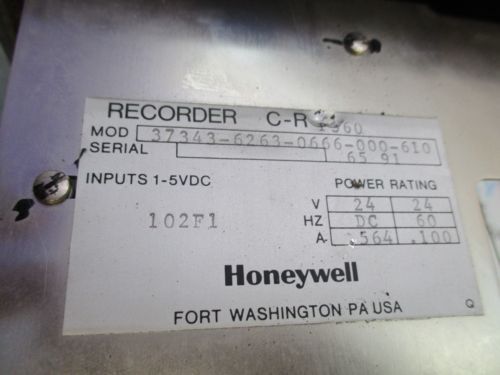 RECORDER C-R 1560
MOD 37343-6263-0666-000-610
SERIAL 65 91
INPUTS 1-5VDC POWER RATING
V 24 24
102F1 HZ DC 60
A .564 .100
Honeywell
FORT WASHINGTON PA USA Q